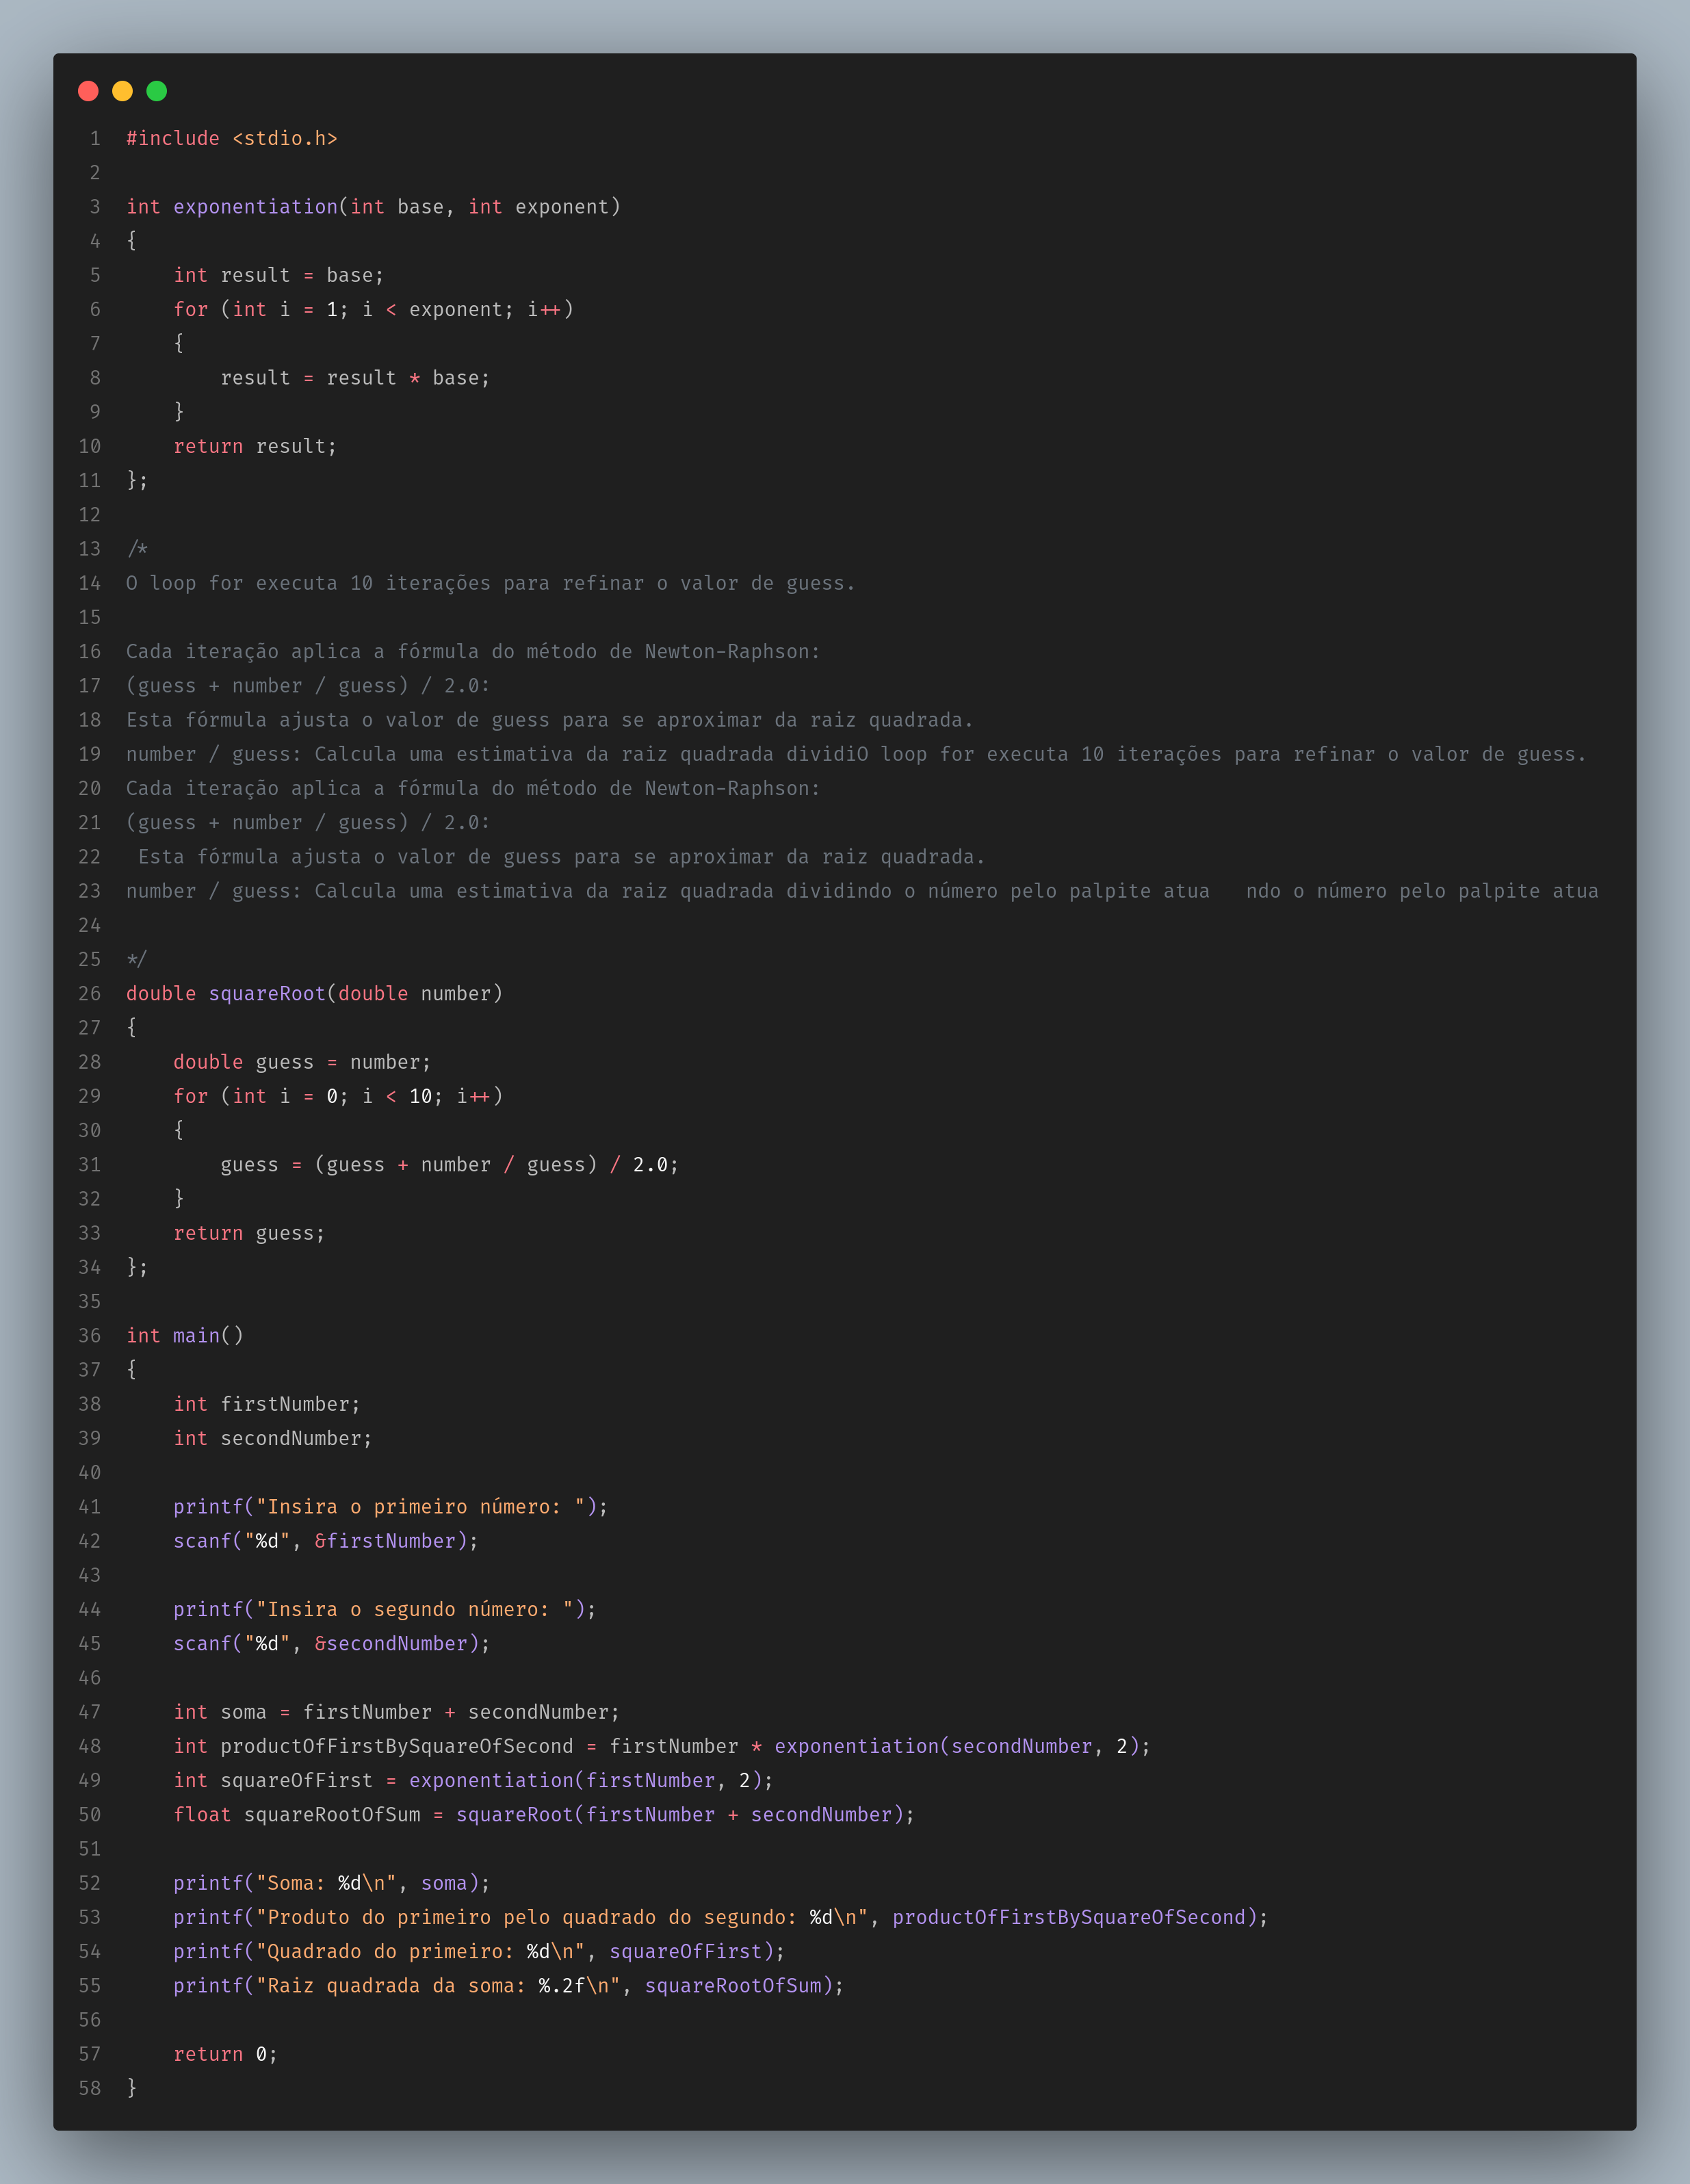 1 #include <stdio.h>
2
3 int exponentiation(int base, int exponent)
4 {
5     int result = base;
6     for (int i = 1; i < exponent; i++)
7     {
8         result = result * base;
9     }
10     return result;
11 };
12
13 /*
14 O loop for executa 10 iterações para refinar o valor de guess.
15
16 Cada iteração aplica a fórmula do método de Newton-Raphson:
17 (guess + number / guess) / 2.0:
18 Esta fórmula ajusta o valor de guess para se aproximar da raiz quadrada.
19 number / guess: Calcula uma estimativa da raiz quadrada dividiO loop for executa 10 iterações para refinar o valor de guess.
20 Cada iteração aplica a fórmula do método de Newton-Raphson:
21 (guess + number / guess) / 2.0:
22  Esta fórmula ajusta o valor de guess para se aproximar da raiz quadrada.
23 number / guess: Calcula uma estimativa da raiz quadrada dividindo o número pelo palpite atua   ndo o número pelo palpite atua
24
25 */
26 double squareRoot(double number)
27 {
28     double guess = number;
29     for (int i = 0; i < 10; i++)
30     {
31         guess = (guess + number / guess) / 2.0;
32     }
33     return guess;
34 };
35
36 int main()
37 {
38     int firstNumber;
39     int secondNumber;
40
41     printf("Insira o primeiro número: ");
42     scanf("%d", &firstNumber);
43
44     printf("Insira o segundo número: ");
45     scanf("%d", &secondNumber);
46
47     int soma = firstNumber + secondNumber;
48     int productOfFirstBySquareOfSecond = firstNumber * exponentiation(secondNumber, 2);
49     int squareOfFirst = exponentiation(firstNumber, 2);
50     float squareRootOfSum = squareRoot(firstNumber + secondNumber);
51
52     printf("Soma: %d\n", soma);
53     printf("Produto do primeiro pelo quadrado do segundo: %d\n", productOfFirstBySquareOfSecond);
54     printf("Quadrado do primeiro: %d\n", squareOfFirst);
55     printf("Raiz quadrada da soma: %.2f\n", squareRootOfSum);
56
57     return 0;
58 }